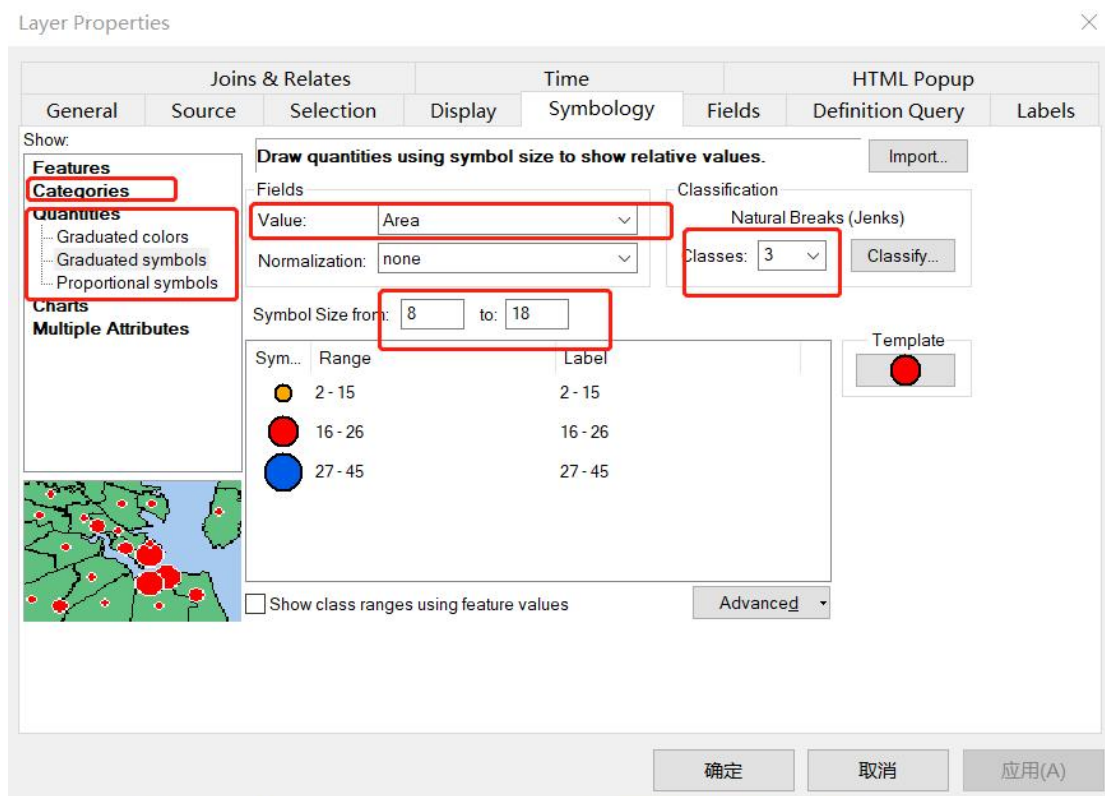 Layer Properties
Joins & Relates Time HTML Popup
General Source Selection Display Symbology Fields Definition Query Labels
Show:
Features
Categories
Quantities
Graduated colors
Graduated symbols
Proportional symbols
Charts
Multiple Attributes
Draw quantities using symbol size to show relative values.
Import...
Fields
Value: Area
Normalization: none
Classification
Natural Breaks (Jenks)
Classes: 3 Classify...
Symbol Size from: 8 to: 18
Sym... Range Label
2 - 15 2 - 15
16 - 26 16 - 26
27 - 45 27 - 45
Template
Show class ranges using feature values
Advanced
确定 取消 应用(A)